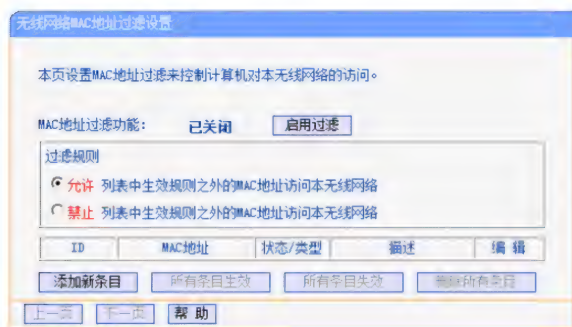 无线网络MAC地址过滤设置
本页设置MAC地址过滤来控制计算机对本无线网络的访问。
MAC地址过滤功能： 已关闭 启用过滤
过滤规则
允许 列表中生效规则之外的MAC地址访问本无线网络
禁止 列表中生效规则之外的MAC地址访问本无线网络
ID MAC地址 状态/类型 描述 编辑
添加新条目 所有条目生效 所有条目失效 删除所有条目
上一页 下一页 帮助